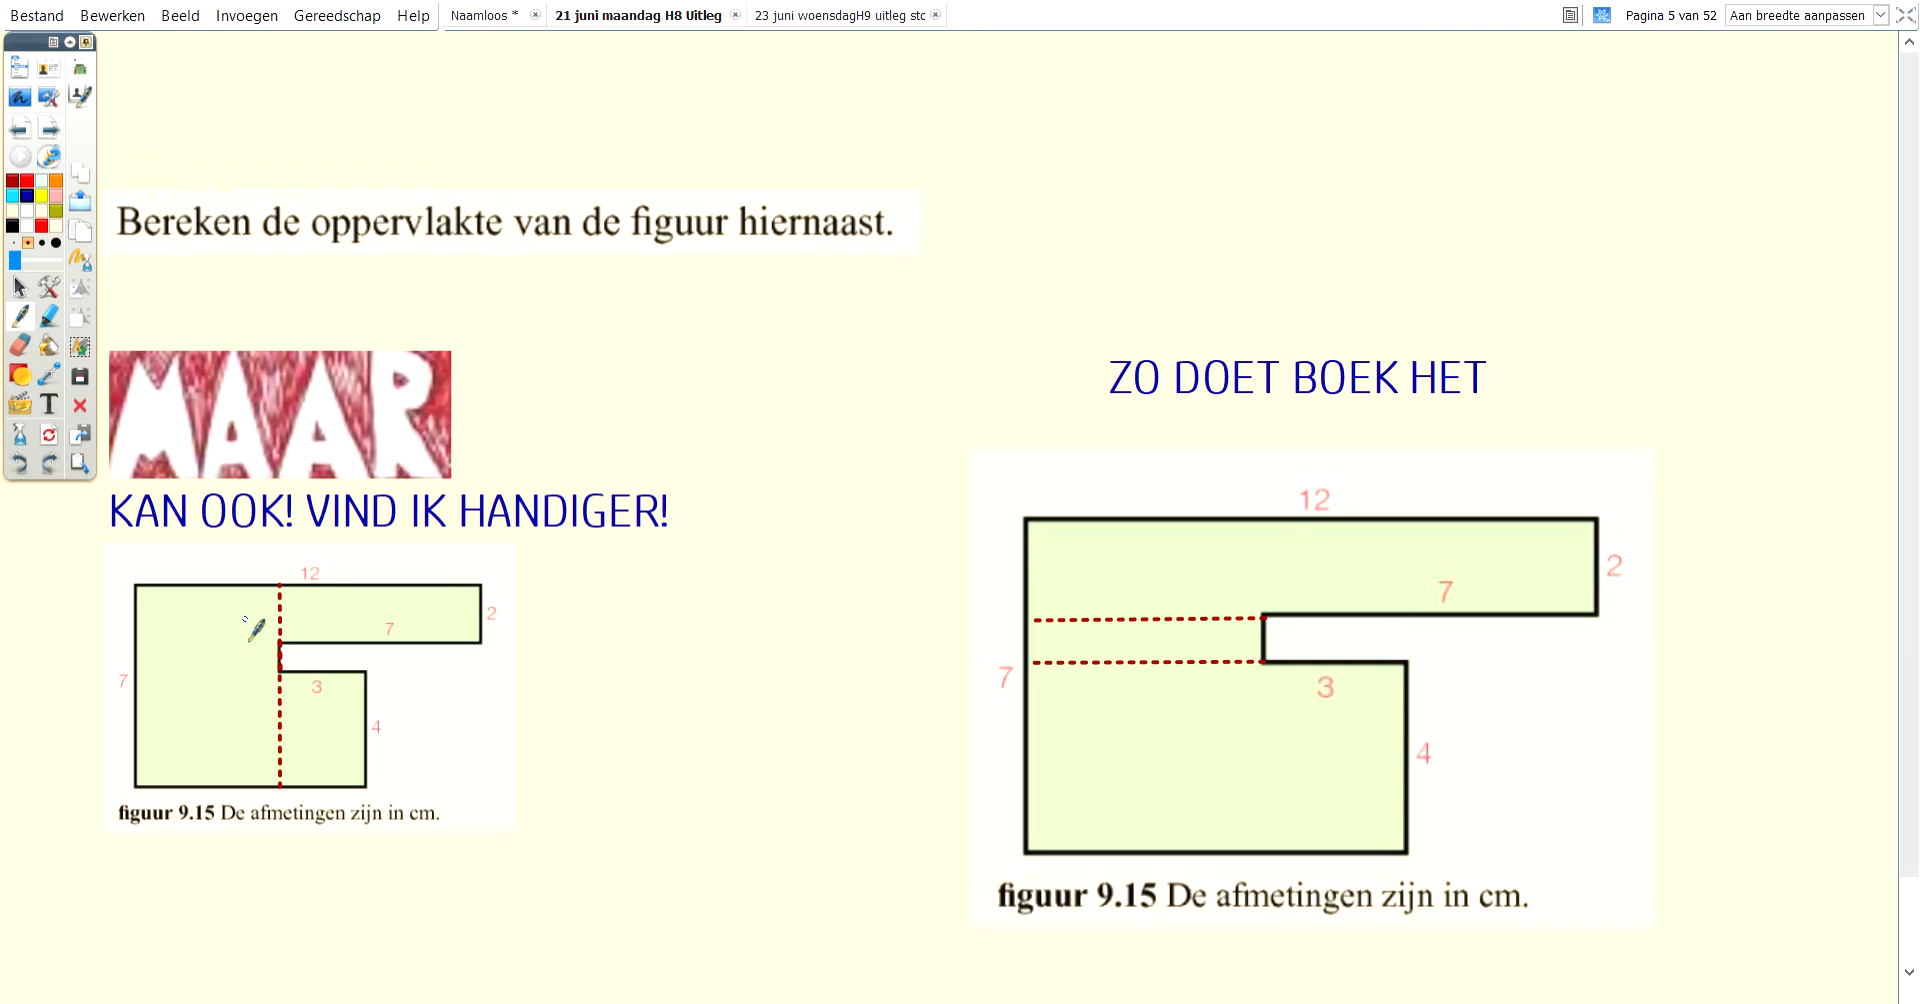 Bestand Bewerken Beeld Invoegen Gereedschap Help Naamloos * 21 juni maandag H8 Uitleg 23 juni woensdagH9 uitleg stc Pagina 5 van 52 Aan breedte aanpassen
Bereken de oppervlakte van de figuur hiernaast.
MAAR
KAN OOK! VIND IK HANDIGER!
12
2
7
7
3
4
figuur 9.15 De afmetingen zijn in cm.
ZO DOET BOEK HET
12
2
7
7
3
4
figuur 9.15 De afmetingen zijn in cm.